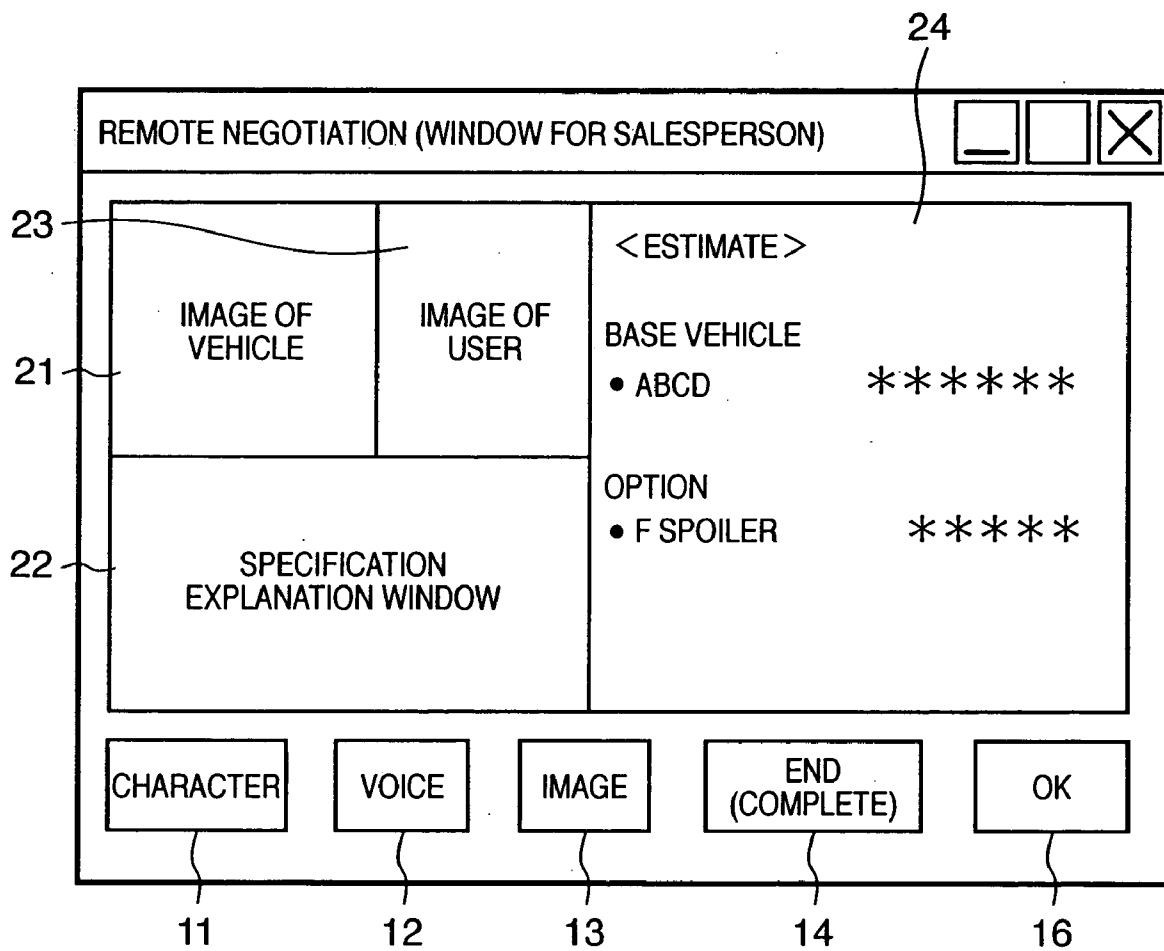 24
REMOTE NEGOTIATION (WINDOW FOR SALESPERSON)
23
IMAGE OF
VEHICLE
IMAGE OF
USER
21
<ESTIMATE>
BASE VEHICLE
• ABCD ******
OPTION
• F SPOILER *****
22
SPECIFICATION
EXPLANATION WINDOW
CHARACTER
VOICE
IMAGE
END
(COMPLETE)
OK
11 12 13 14 16